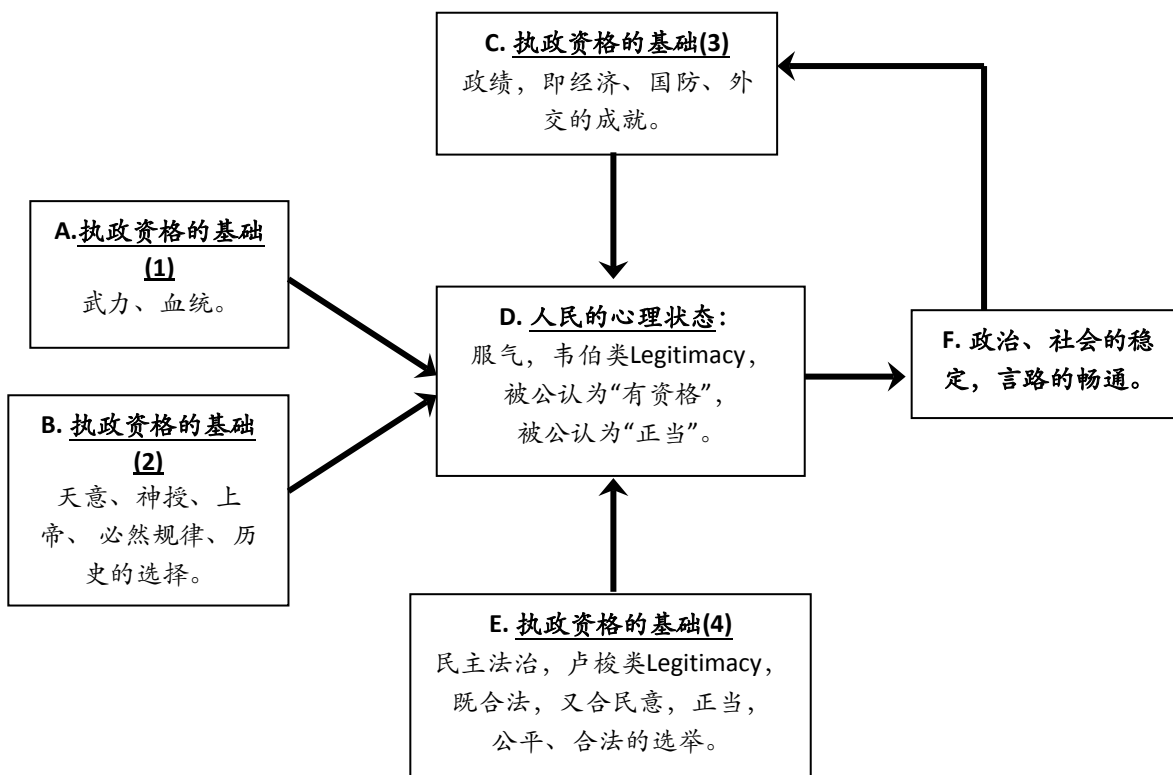 C. 执政资格的基础(3)
政绩，即经济、国防、外
交的成就。
A.执政资格的基础
(1)
武力、血统。
B. 执政资格的基础
(2)
天意、神授、上
帝、 必然规律、历
史的选择。
D. 人民的心理状态：
服气，韦伯类Legitimacy，
被公认为“有资格”，
被公认为“正当”。
F. 政治、社会的稳
定，言路的畅通。
E. 执政资格的基础(4)
民主法治，卢梭类Legitimacy，
既合法，又合民意，正当，
公平、合法的选举。